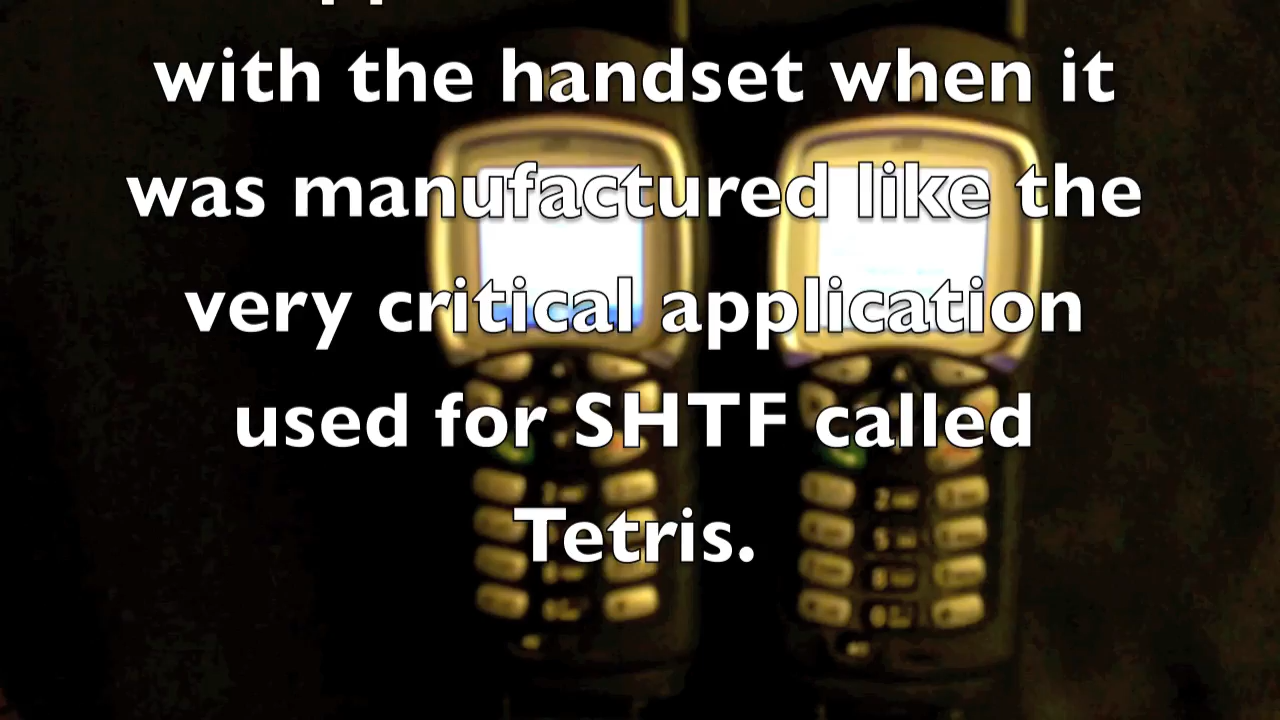 with the handset when it
was manufactured like the
very critical application
used for SHTF called
Tetris.